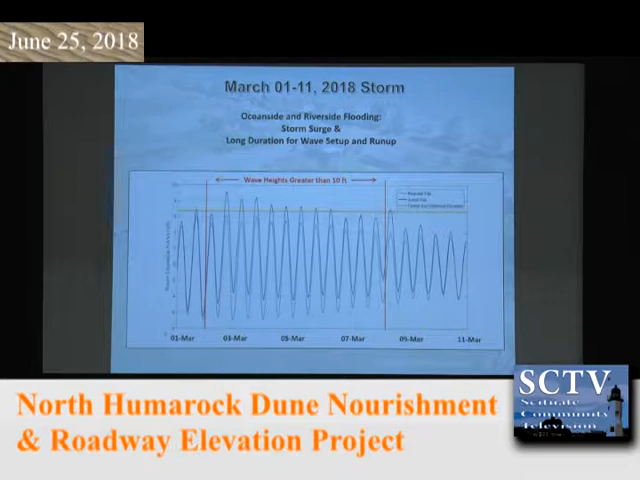 June 25, 2018
March 01-11, 2018 Storm
Oceanside and Riverside Flooding:
Storm Surge &
Long Duration for Wave Setup and Runup
Wave Heights Greater than 10 ft
01-Mar 03-Mar 05-Mar 07-Mar 09-Mar 11-Mar
North Humarock Dune Nourishment
& Roadway Elevation Project
SCTV
Scituate
Community
Television